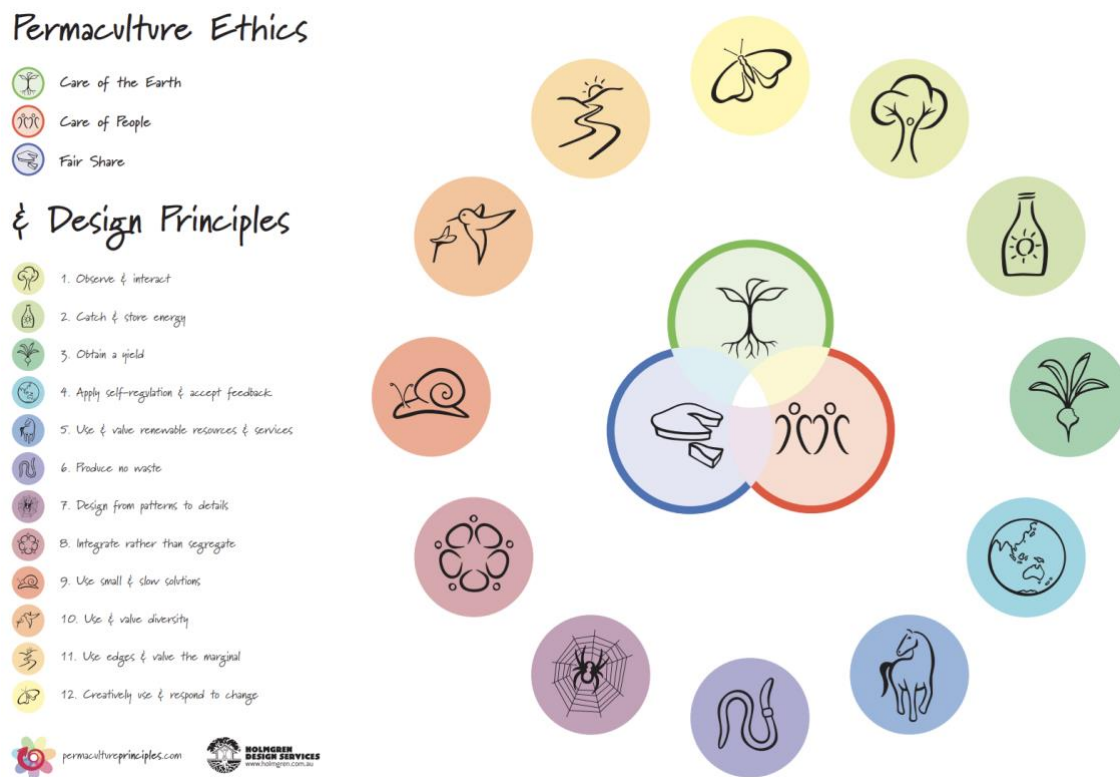 Permaculture Ethics
Care of the Earth
Care of People
Fair Share
& Design Principles
1. Observe & interact
2. Catch & store energy
3. Obtain a yield
4. Apply self-regulation & accept feedback
5. Use & value renewable resources & services
6. Produce no waste
7. Design from patterns to details
8. Integrate rather than segregate
9. Use small & slow solutions
10. Use & value diversity
11. Use edges & value the marginal
12. Creatively use & respond to change
permacultureprinciples.com
HOLMGREN
DESIGN SERVICES
www.holmgren.com.au